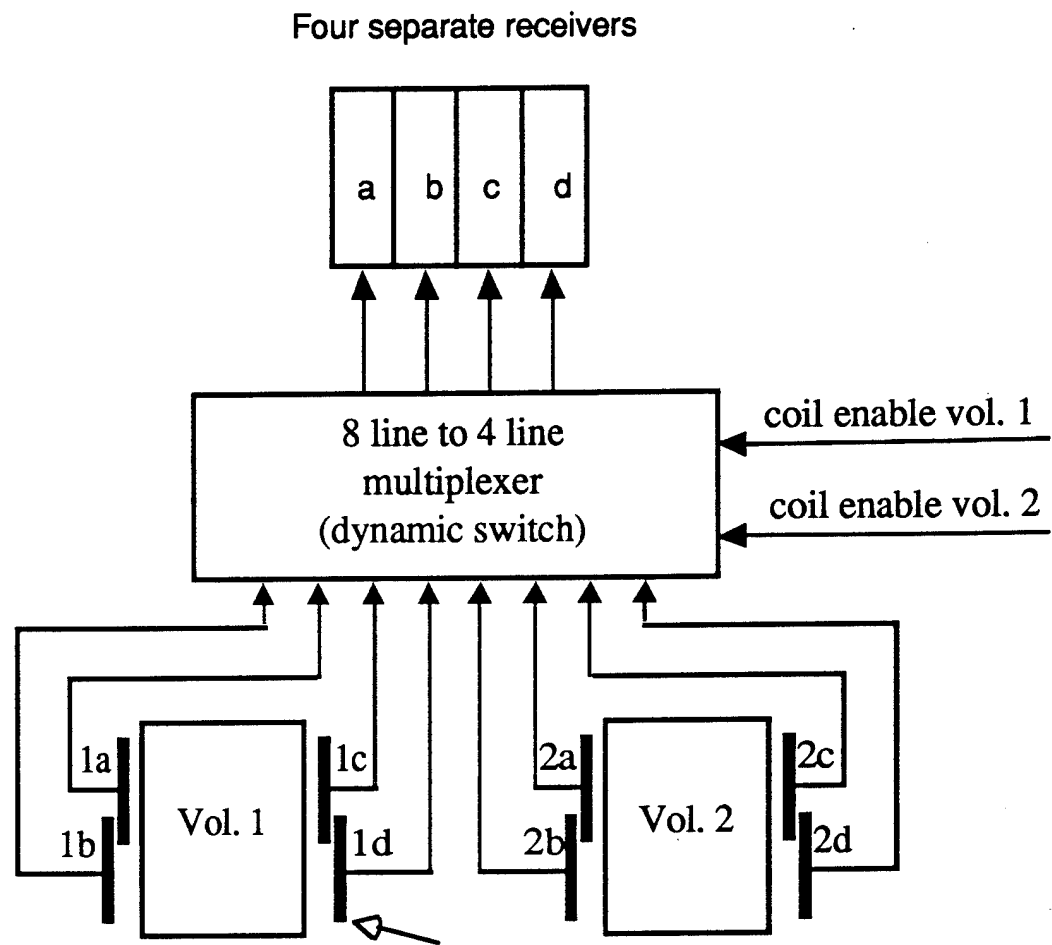 Four separate receivers
a b c d
8 line to 4 line
multiplexer
(dynamic switch)
coil enable vol. 1
coil enable vol. 2
1a
1b
Vol. 1
1c
1d
2a
2b
Vol. 2
2c
2d